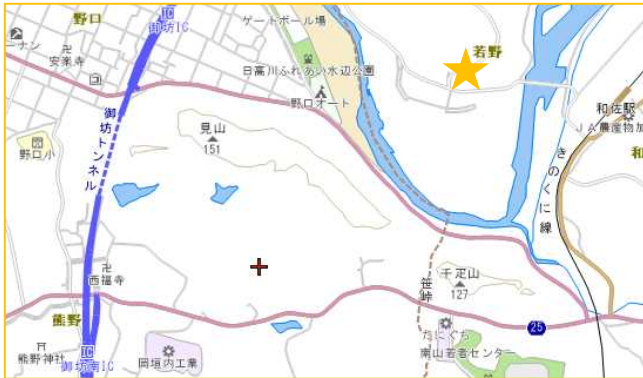 野口
IC
御坊IC
ーナン
安楽寺
ゲートボール場
日高川ふれあい水辺公園
野口オート
若野
和佐駅
JA農産物加
和
きのくに線
見山
151
野口小
御坊トンネル
西福寺
熊野
熊野神社
IC
御坊南IC
岡垣内工業
笹峠
千疋山
127
25
たにぐち
南山若者センター